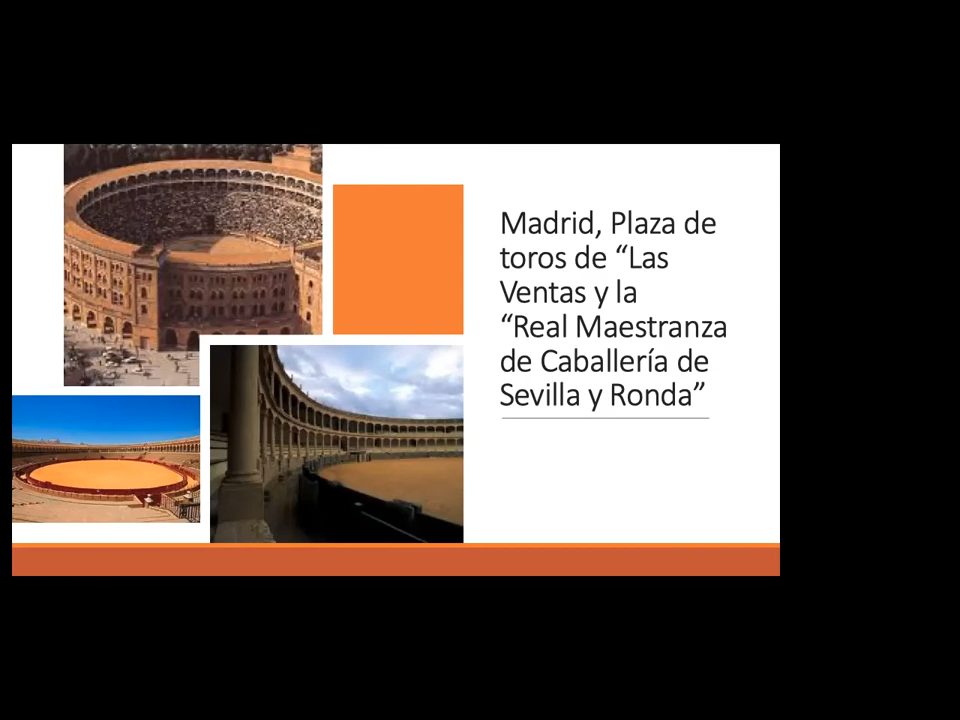 Madrid, Plaza de
toros de “Las
Ventas y la
“Real Maestranza
de Caballería de
Sevilla y Ronda”